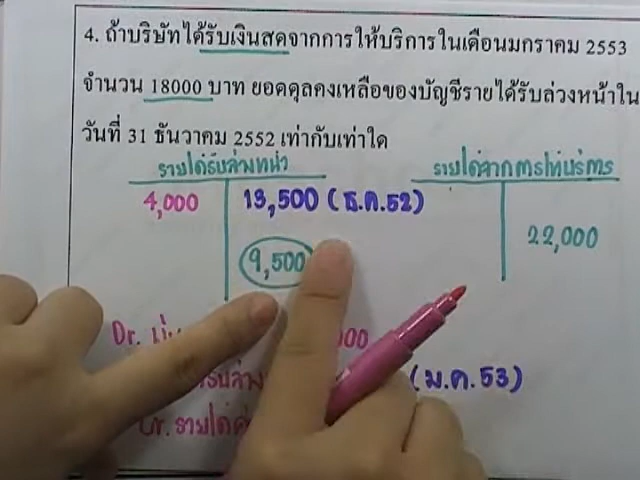 4. ถ้าบริษัทได้รับเงินสดจากการให้บริการในเดือนมกราคม 2553
จำนวน 18000 บาท ยอดดุลคงเหลือของบัญชีรายได้รับล่วงหน้าใน
วันที่ 31 ธันวาคม 2552 เท่ากับเท่าใด
รายได้รับล่วงหน้า รายได้จากการให้บริการ
4,000 13,500 (ธ.ค.52)
22,000
9,500
Dr.
(ม.ค.53)
Cr. รายได้ค่